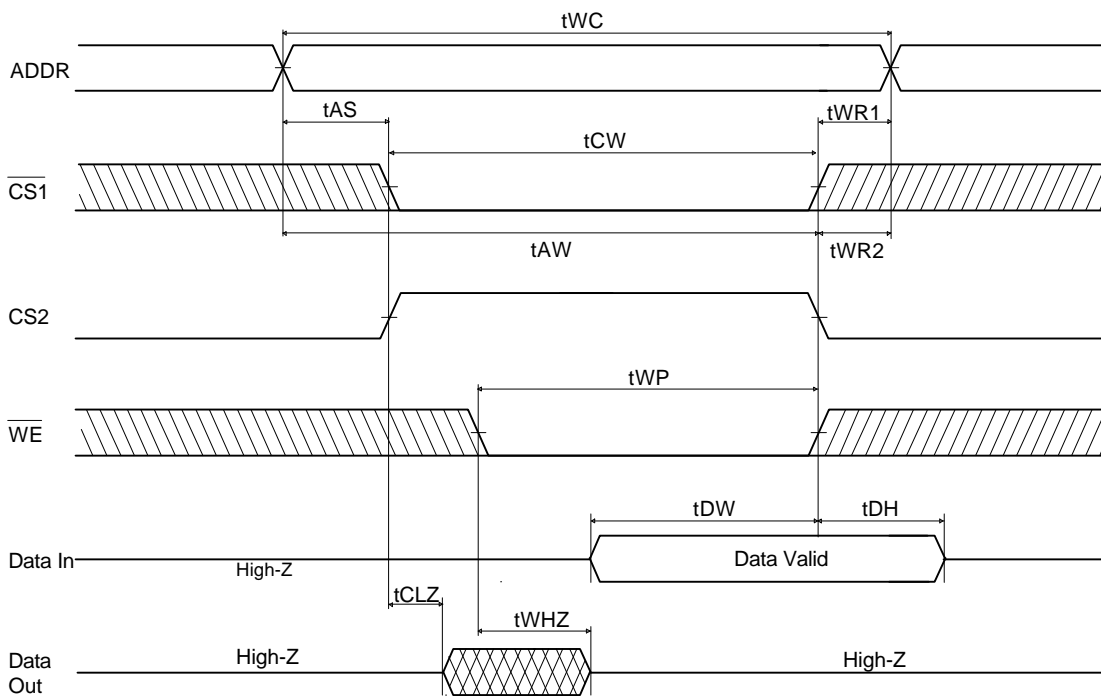 tWC
ADDR
tAS
tWR1
tCW
CS1
tAW
tWR2
CS2
tWP
WE
tDW
tDH
Data In
High-Z
Data Valid
tCLZ
tWHZ
Data
Out
High-Z
High-Z